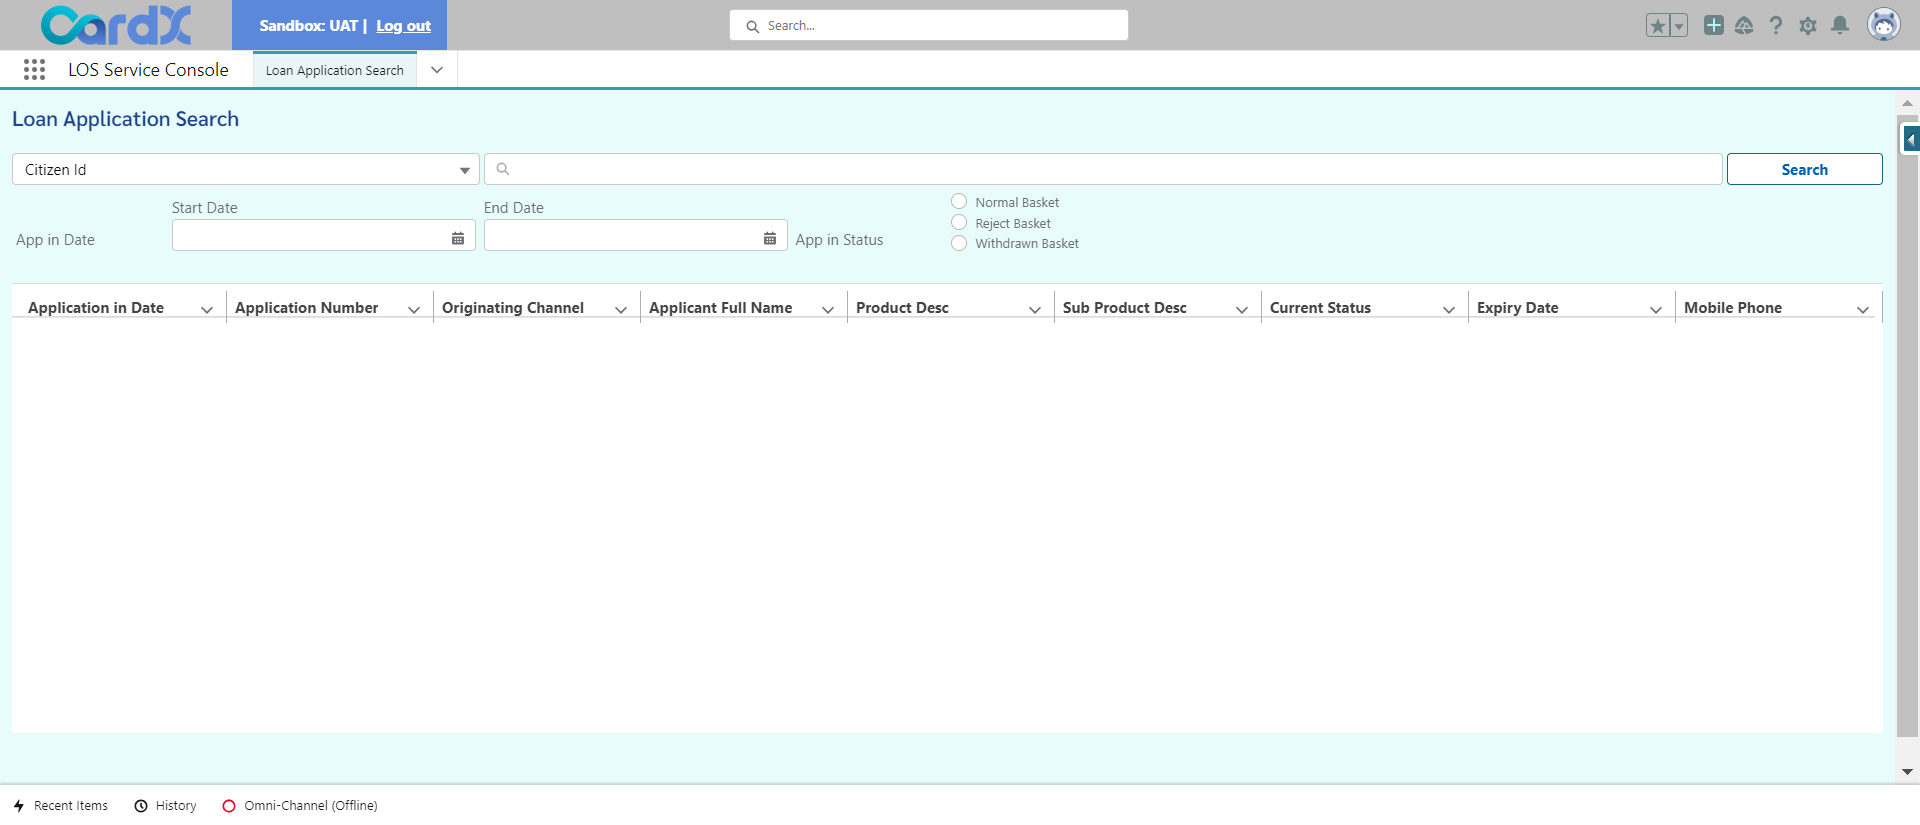 CardX
Sandbox: UAT | Log out
Search...
LOS Service Console
Loan Application Search
Loan Application Search
Citizen Id
Search
Start Date
End Date
App in Date
App in Status
Normal Basket
Reject Basket
Withdrawn Basket
Application in Date Application Number Originating Channel Applicant Full Name Product Desc Sub Product Desc Current Status Expiry Date Mobile Phone
Recent Items History Omni-Channel (Offline)